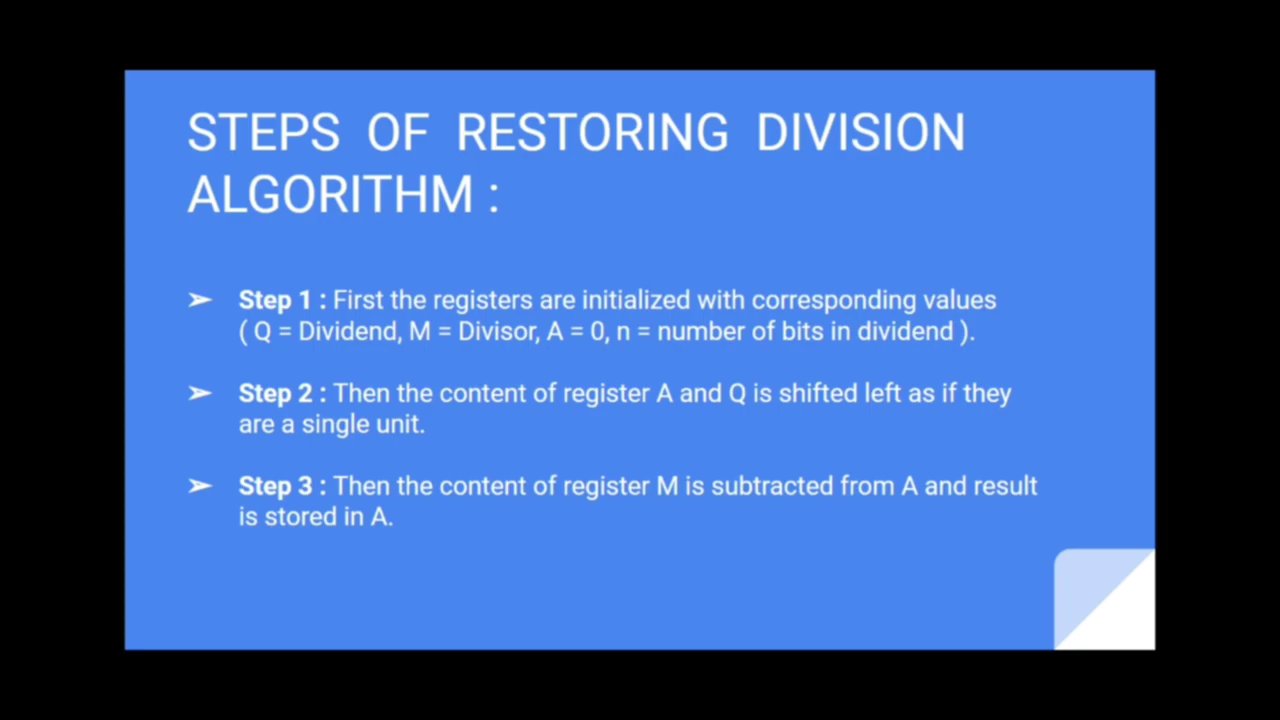 STEPS OF RESTORING DIVISION
ALGORITHM :
➢ Step 1 : First the registers are initialized with corresponding values
( Q = Dividend, M = Divisor, A = 0, n = number of bits in dividend ).
➢ Step 2 : Then the content of register A and Q is shifted left as if they
are a single unit.
➢ Step 3 : Then the content of register M is subtracted from A and result
is stored in A.